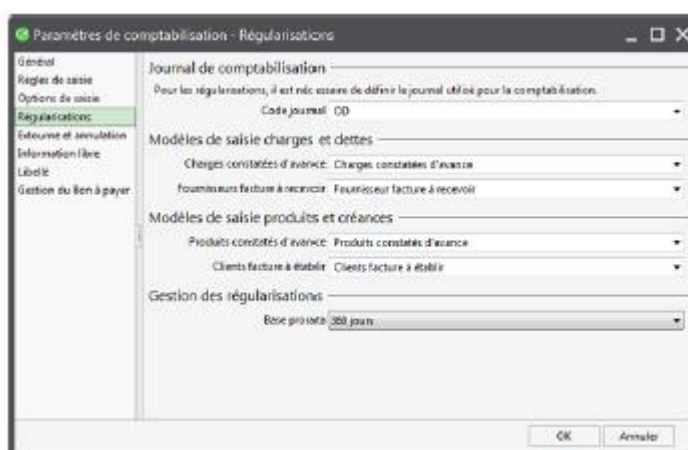 Paramètres de comptabilisation - Régularisations
Général
Règles de saisie
Options de saisie
Régularisations
Extourne et annulation
Information libre
Libellé
Gestion du Bon à payer
Journal de comptabilisation
Pour les régularisations, il est nécessaire de définir le journal utilisé pour la comptabilisation.
Code journal OD
Modèles de saisie charges et dettes
Charges constatées d'avance Charges constatées d'avance
Fournisseurs facture à recevoir Fournisseur facture à recevoir
Modèles de saisie produits et créances
Produits constatés d'avance Produits constatés d'avance
Clients facture à établir Clients facture à établir
Gestion des régularisations
Base prorata 360 jours
OK Annuler